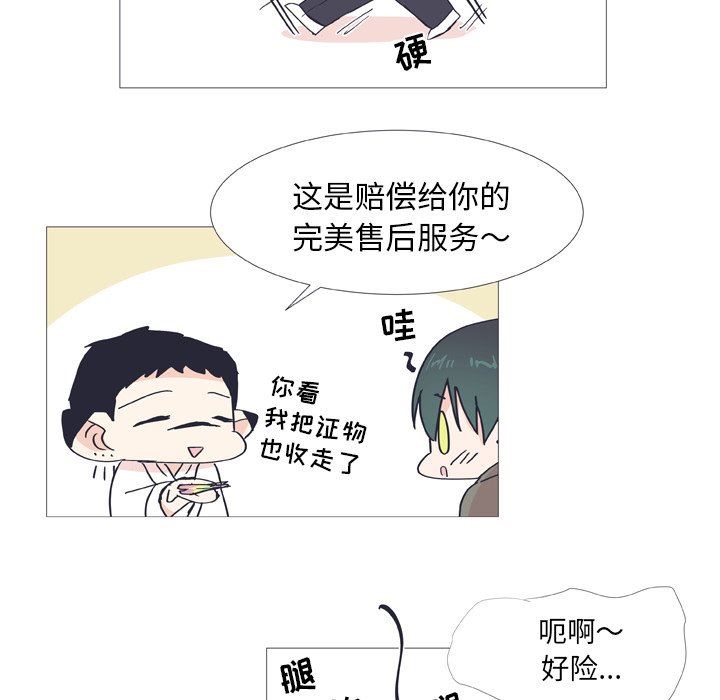 硬
这是赔偿给你的
完美售后服务～
哇
你看
我把证物
也收走了
呃啊～
好险...
腿